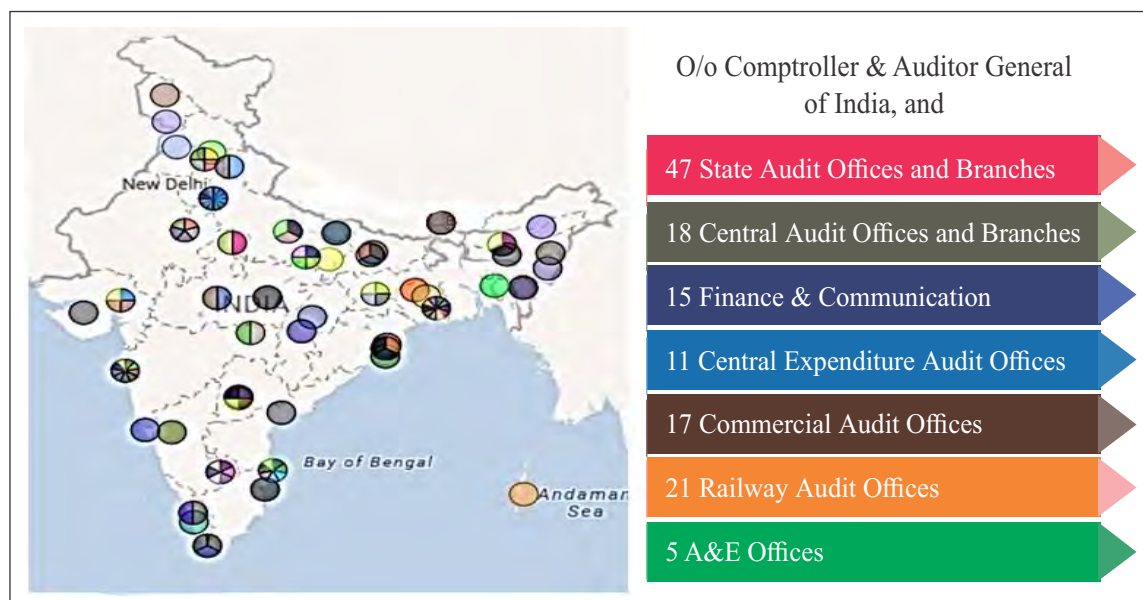 New Delhi
INDIA
Bay of Bengal
Andaman
Sea
O/o Comptroller & Auditor General
of India, and
47 State Audit Offices and Branches
18 Central Audit Offices and Branches
15 Finance & Communication
11 Central Expenditure Audit Offices
17 Commercial Audit Offices
21 Railway Audit Offices
5 A&E Offices